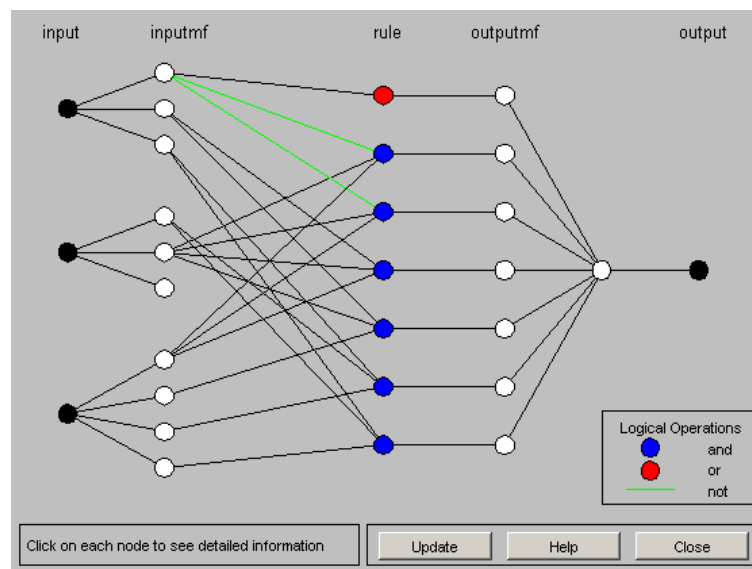 input inputmf rule outputmf output
Logical Operations
and
or
not
Click on each node to see detailed information
Update Help Close